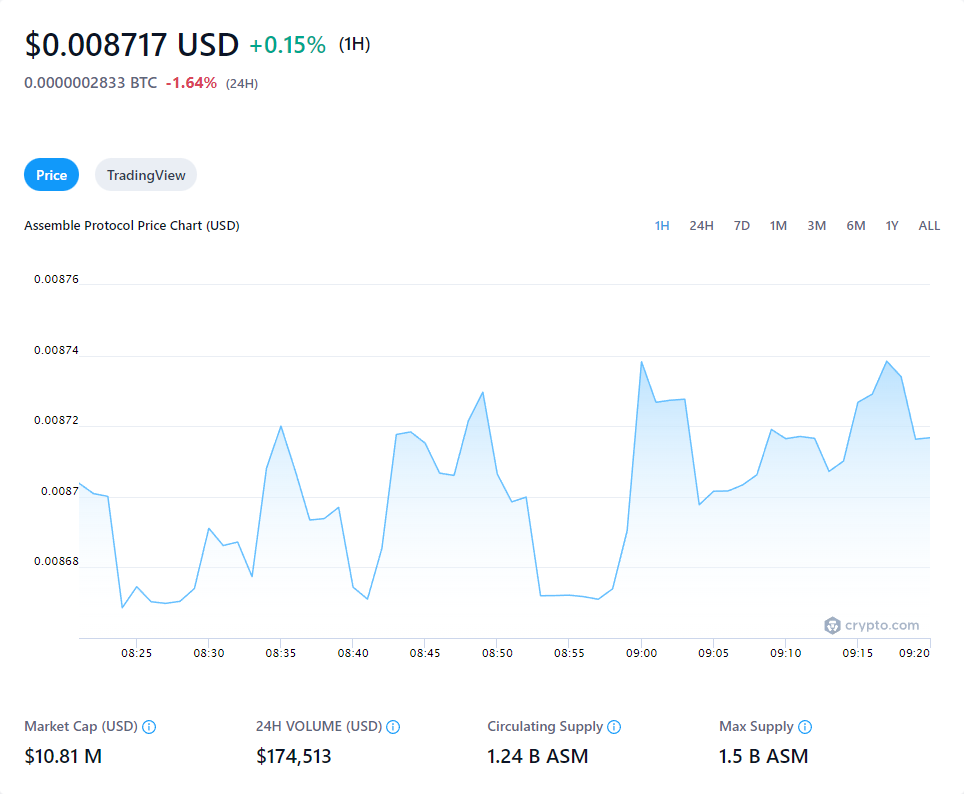 $0.008717 USD +0.15% (1H)
0.0000002833 BTC -1.64% (24H)
Price TradingView
Assemble Protocol Price Chart (USD) 1H 24H 7D 1M 3M 6M 1Y ALL
0.00876
0.00874
0.00872
0.0087
0.00868
crypto.com
08:25 08:30 08:35 08:40 08:45 08:50 08:55 09:00 09:05 09:10 09:15 09:20
Market Cap (USD) 24H VOLUME (USD) Circulating Supply Max Supply
$10.81 M $174,513 1.24 B ASM 1.5 B ASM